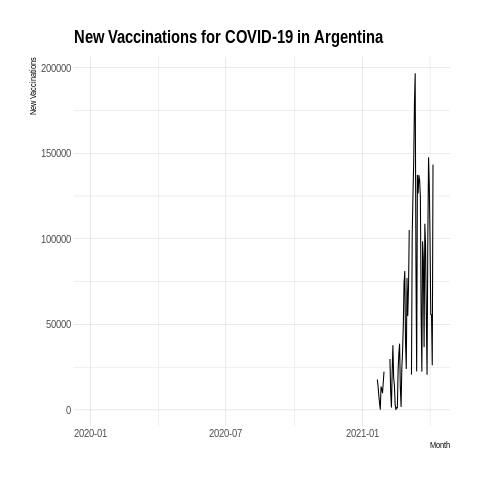 New Vaccinations for COVID-19 in Argentina
New Vaccinations
200000
150000
100000
50000
0
2020-01 2020-07 2021-01
Month